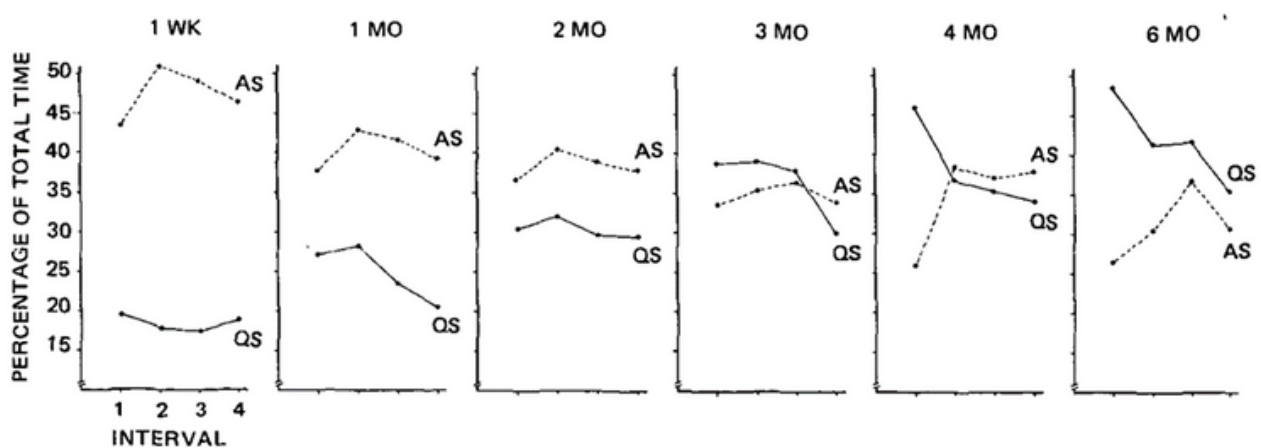 1 WK 1 MO 2 MO 3 MO 4 MO 6 MO
PERCENTAGE OF TOTAL TIME
50
45
40
35
30
25
20
15
AS
QS
AS
QS
AS
QS
AS
QS
AS
QS
QS
AS
1 2 3 4
INTERVAL